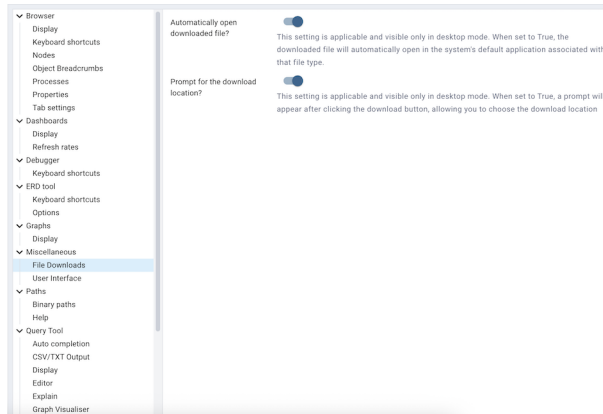 Browser
Display
Keyboard shortcuts
Nodes
Object Breadcrumbs
Processes
Properties
Tab settings
Dashboards
Display
Refresh rates
Debugger
Keyboard shortcuts
ERD tool
Keyboard shortcuts
Options
Graphs
Display
Miscellaneous
File Downloads
User Interface
Paths
Binary paths
Help
Query Tool
Auto completion
CSV/TXT Output
Display
Editor
Explain
Graph Visualiser
Automatically open
downloaded file?
This setting is applicable and visible only in desktop mode. When set to True, the
downloaded file will automatically open in the system's default application associated with
that file type.
Prompt for the download
location?
This setting is applicable and visible only in desktop mode. When set to True, a prompt will
appear after clicking the download button, allowing you to choose the download location